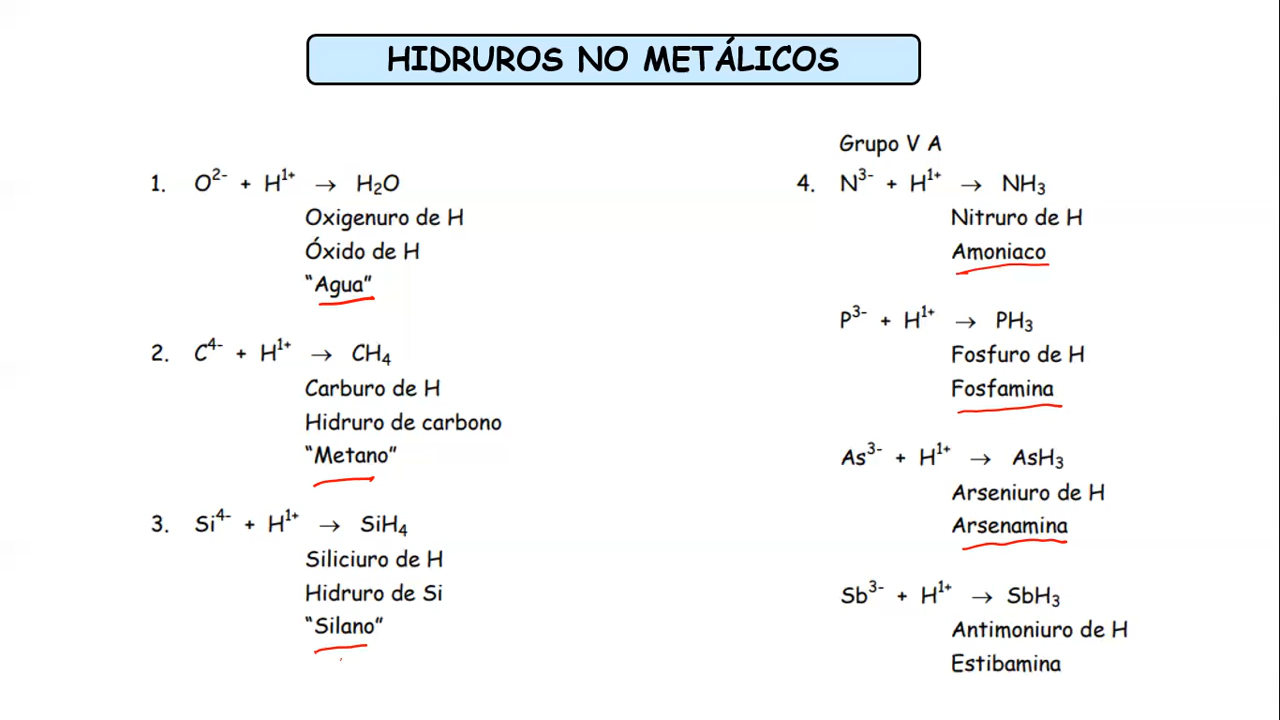 HIDRUROS NO METÁLICOS
1. O²⁻ + H¹⁺ → H₂O
Oxigenuro de H
Óxido de H
"Agua"
2. C⁴⁻ + H¹⁺ → CH₄
Carburo de H
Hidruro de carbono
"Metano"
3. Si⁴⁻ + H¹⁺ → SiH₄
Siliciuro de H
Hidruro de Si
"Silano"
Grupo V A
4. N³⁻ + H¹⁺ → NH₃
Nitruro de H
Amoniaco
P³⁻ + H¹⁺ → PH₃
Fosfuro de H
Fosfamina
As³⁻ + H¹⁺ → AsH₃
Arseniuro de H
Arsenamina
Sb³⁻ + H¹⁺ → SbH₃
Antimoniuro de H
Estibamina